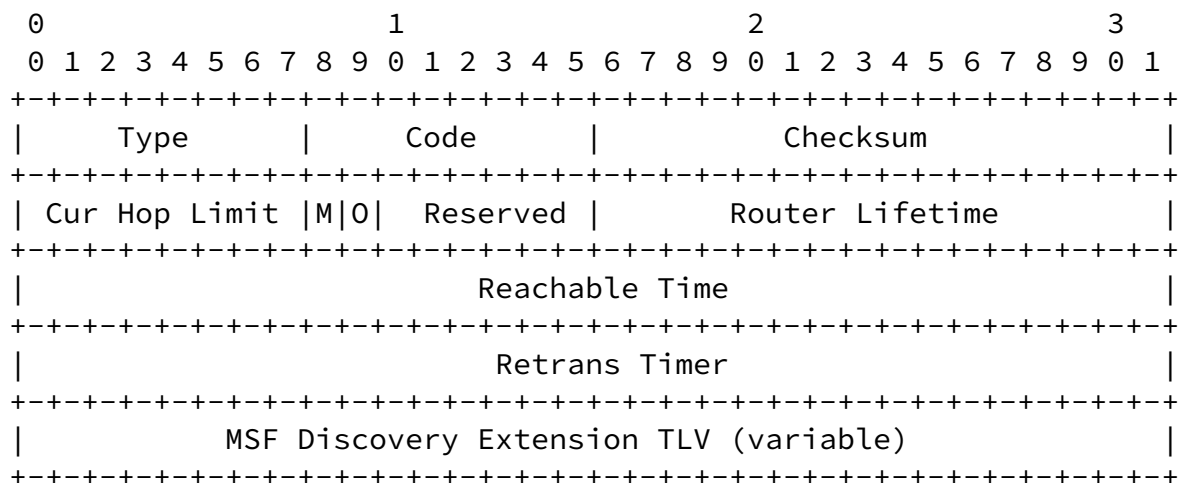 0                   1                   2                   3
 0 1 2 3 4 5 6 7 8 9 0 1 2 3 4 5 6 7 8 9 0 1 2 3 4 5 6 7 8 9 0 1
+-+-+-+-+-+-+-+-+-+-+-+-+-+-+-+-+-+-+-+-+-+-+-+-+-+-+-+-+-+-+-+-+
|     Type      |     Code      |          Checksum             |
+-+-+-+-+-+-+-+-+-+-+-+-+-+-+-+-+-+-+-+-+-+-+-+-+-+-+-+-+-+-+-+-+
| Cur Hop Limit |M|O|  Reserved |       Router Lifetime         |
+-+-+-+-+-+-+-+-+-+-+-+-+-+-+-+-+-+-+-+-+-+-+-+-+-+-+-+-+-+-+-+-+
|                         Reachable Time                        |
+-+-+-+-+-+-+-+-+-+-+-+-+-+-+-+-+-+-+-+-+-+-+-+-+-+-+-+-+-+-+-+-+
|                          Retrans Timer                        |
+-+-+-+-+-+-+-+-+-+-+-+-+-+-+-+-+-+-+-+-+-+-+-+-+-+-+-+-+-+-+-+-+
|           MSF Discovery Extension TLV (variable)              |
+-+-+-+-+-+-+-+-+-+-+-+-+-+-+-+-+-+-+-+-+-+-+-+-+-+-+-+-+-+-+-+-+